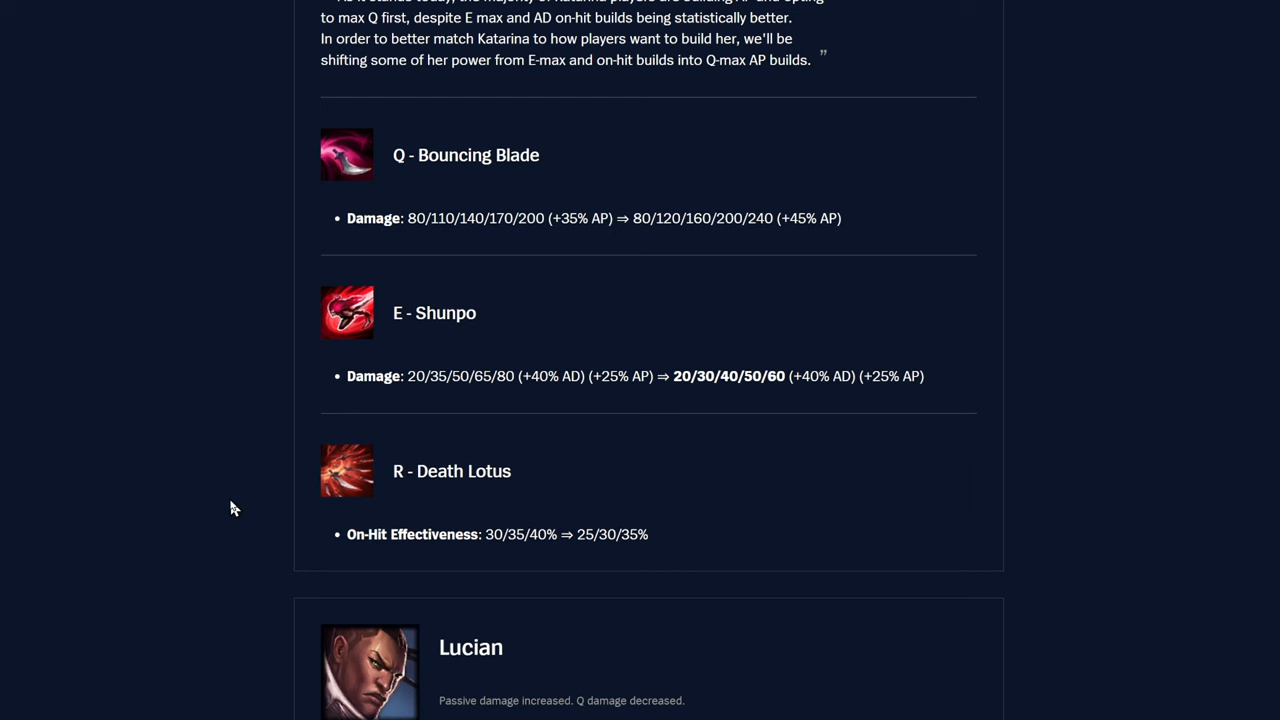 to max Q first, despite E max and AD on-hit builds being statistically better.
In order to better match Katarina to how players want to build her, we'll be
shifting some of her power from E-max and on-hit builds into Q-max AP builds. ”
Q - Bouncing Blade
• Damage: 80/110/140/170/200 (+35% AP) ⇒ 80/120/160/200/240 (+45% AP)
E - Shunpo
• Damage: 20/35/50/65/80 (+40% AD) (+25% AP) ⇒ 20/30/40/50/60 (+40% AD) (+25% AP)
R - Death Lotus
• On-Hit Effectiveness: 30/35/40% ⇒ 25/30/35%
Lucian
Passive damage increased. Q damage decreased.